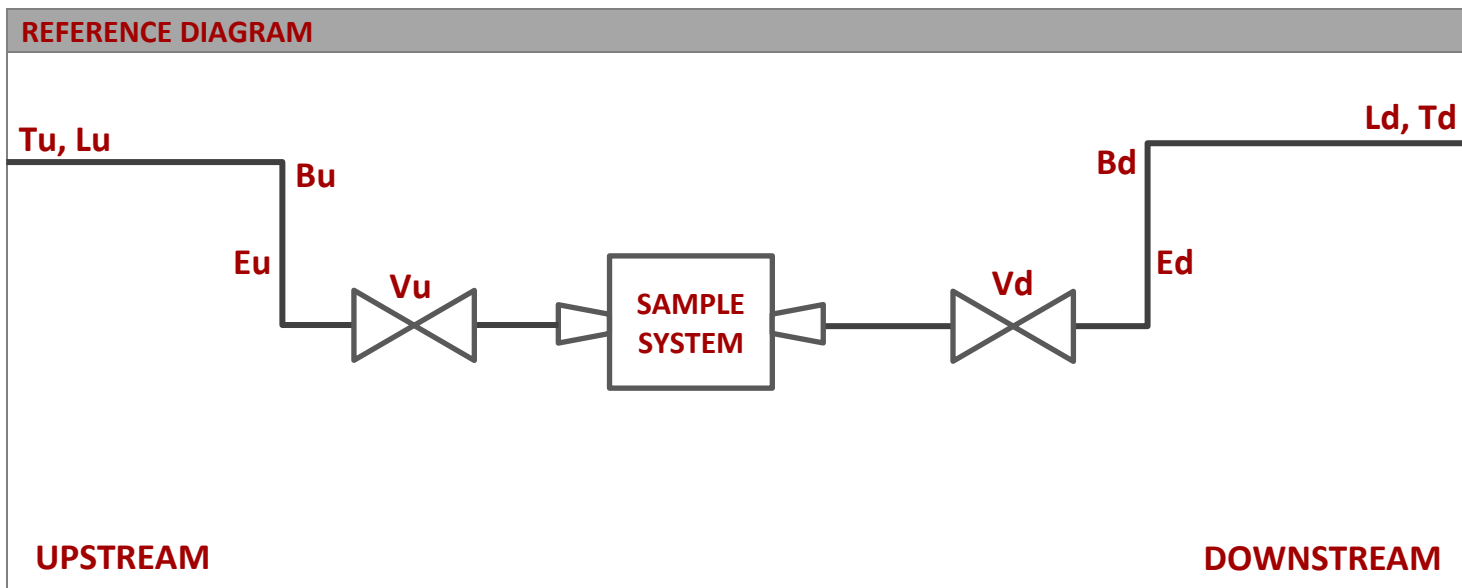 REFERENCE DIAGRAM
Tu, Lu
Ld, Td
Bu
Bd
Eu
Ed
Vu
Vd
SAMPLE
SYSTEM
UPSTREAM
DOWNSTREAM